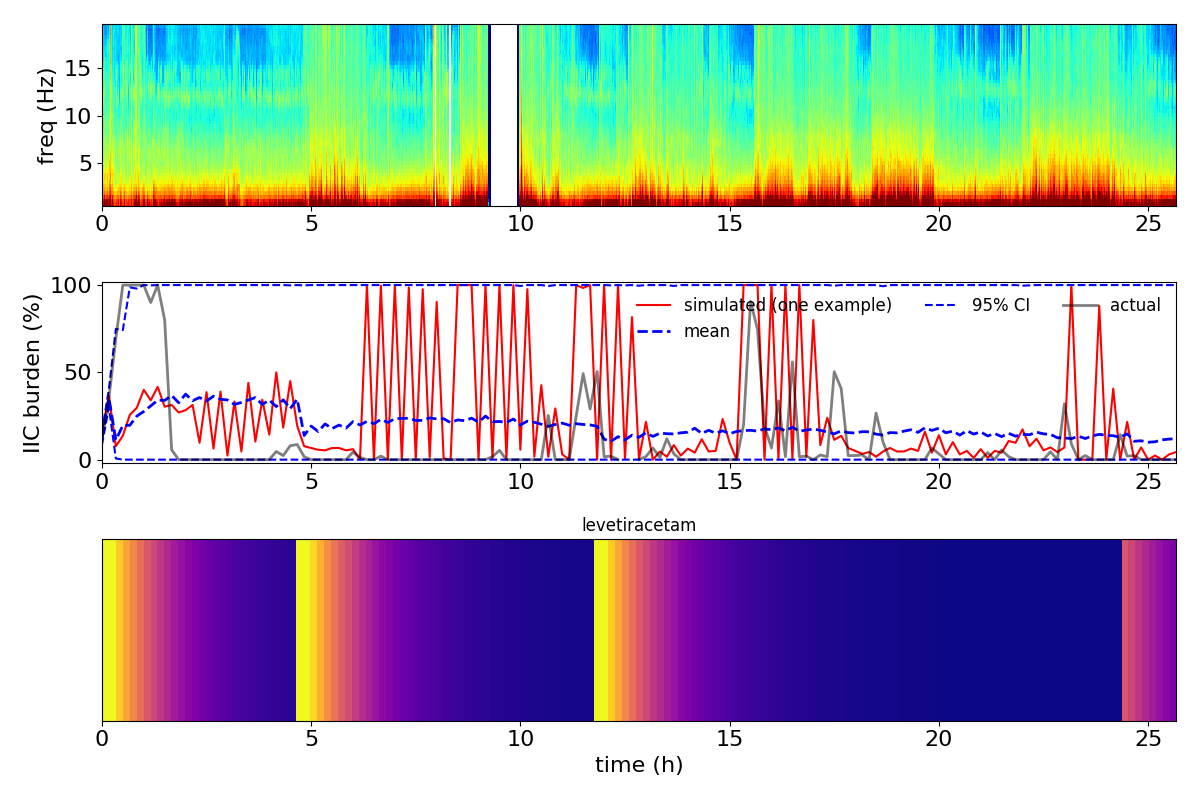 freq (Hz)
15
10
5
0 5 10 15 20 25
IIC burden (%)
100
50
0
simulated (one example) 95% CI actual
mean
0 5 10 15 20 25
levetiracetam
0 5 10 15 20 25
time (h)